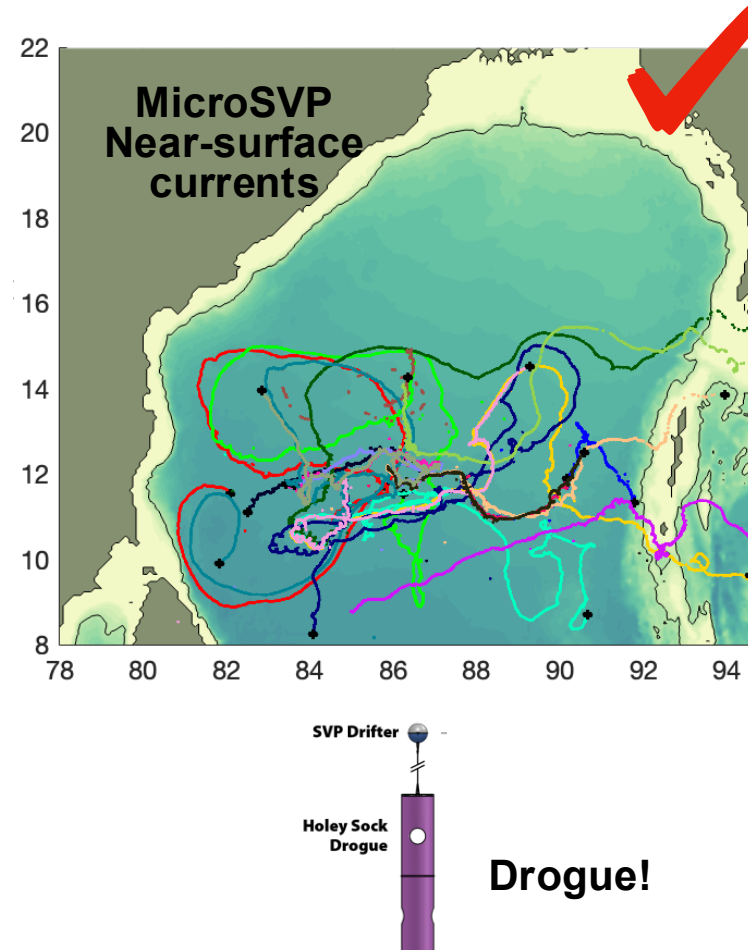 22
MicroSVP
20
Near-surface
currents
18
16
14
12
10
8
78 80 82 84 86 88 90 92 94
SVP Drifter
Holey Sock
Drogue
Drogue!